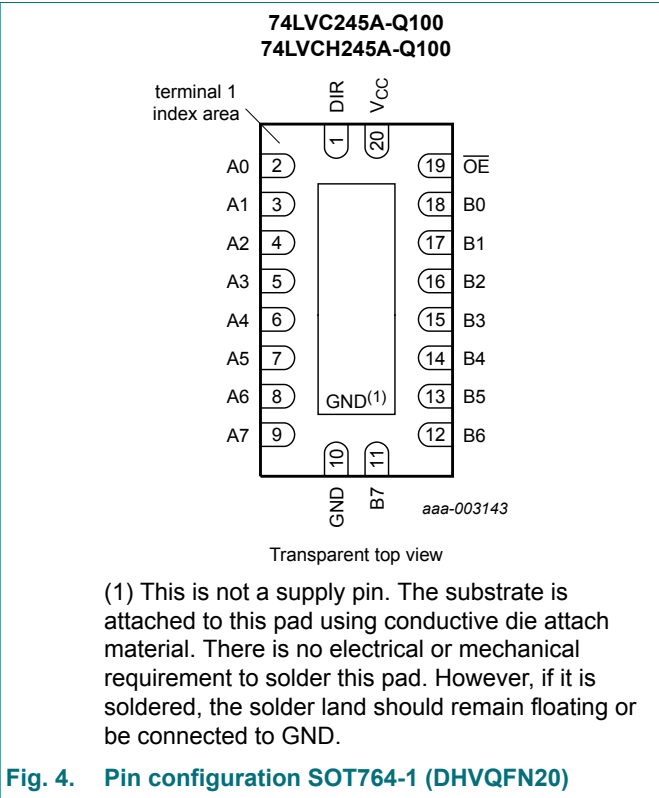 74LVC245A-Q100
74LVCH245A-Q100
terminal 1
index area
DIR
VCC
1
20
A0 2 19 OE
A1 3 18 B0
A2 4 17 B1
A3 5 16 B2
A4 6 15 B3
A5 7 14 B4
A6 8 GND(1) 13 B5
A7 9 12 B6
10
11
GND
B7
aaa-003143
Transparent top view
(1) This is not a supply pin. The substrate is
attached to this pad using conductive die attach
material. There is no electrical or mechanical
requirement to solder this pad. However, if it is
soldered, the solder land should remain floating or
be connected to GND.
Fig. 4. Pin configuration SOT764-1 (DHVQFN20)